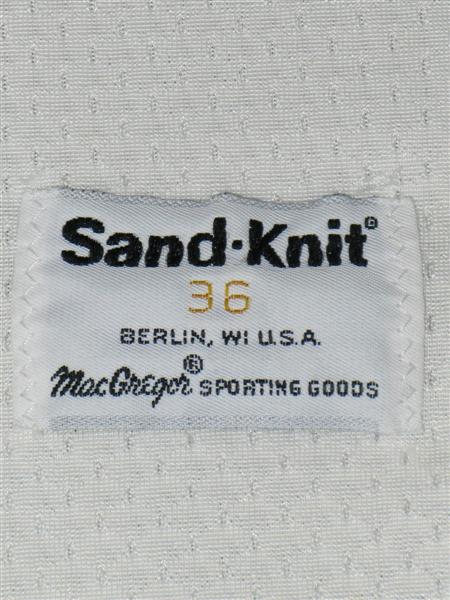 Sand·Knit®
36
BERLIN, WI U.S.A.
MacGregor® SPORTING GOODS